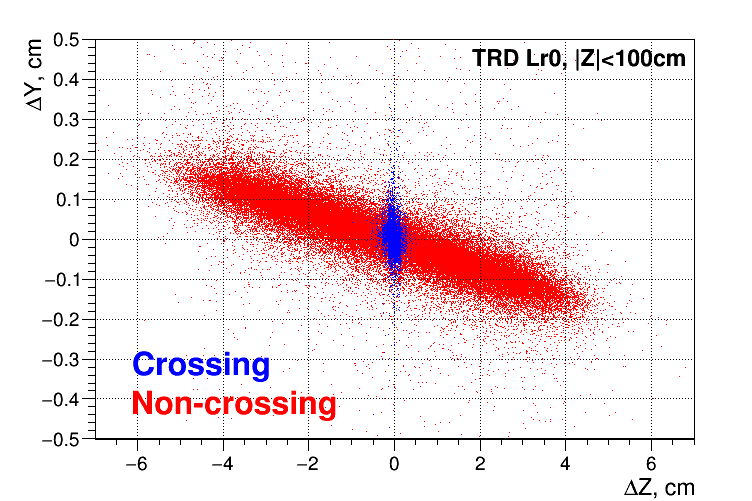 TRD Lr0, |Z|<100cm
ΔY, cm
0.5
0.4
0.3
0.2
0.1
0
−0.1
−0.2
−0.3
−0.4
−0.5
Crossing
Non-crossing
−6 −4 −2 0 2 4 6
ΔZ, cm